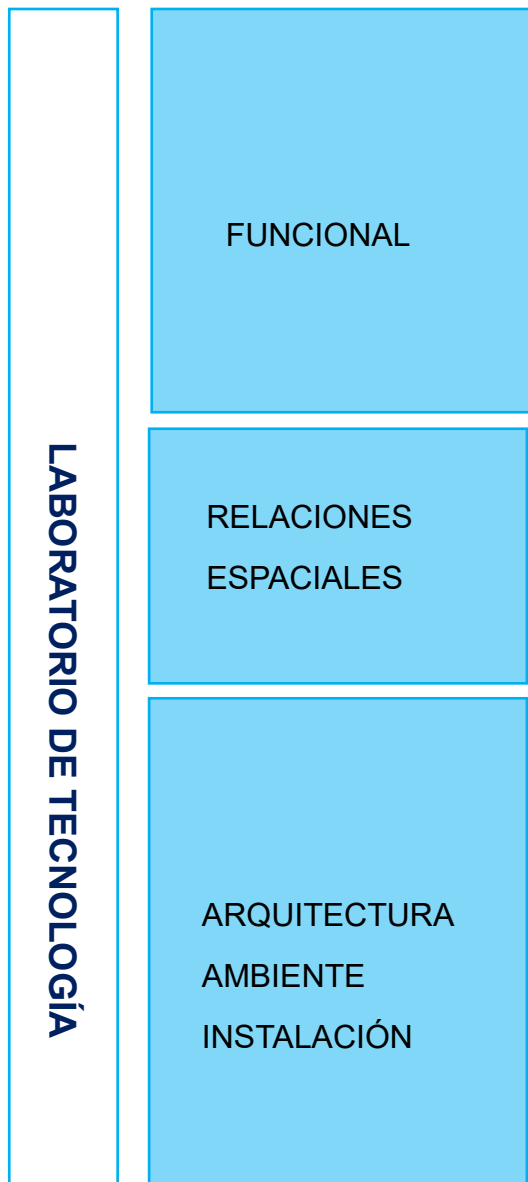 LABORATORIO DE TECNOLOGÍA
FUNCIONAL
RELACIONES
ESPACIALES
ARQUITECTURA
AMBIENTE
INSTALACIÓN